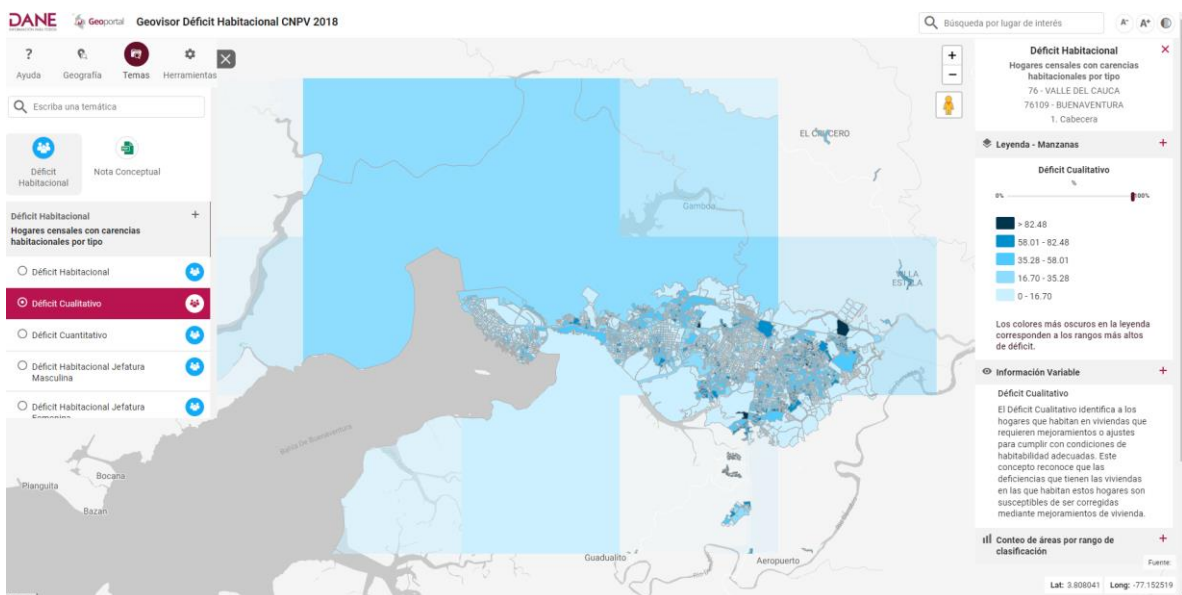 DANE
INFORMACIÓN PARA TODOS
Geoportal
Geovisor Déficit Habitacional CNPV 2018
Búsqueda por lugar de interés
A-
A+
?
Ayuda
Geografía
Temas
Herramientas
Escriba una temática
Déficit
Habitacional
Nota Conceptual
Déficit Habitacional
+
Hogares censales con carencias
habitacionales por tipo
Déficit Habitacional
Déficit Cualitativo
Déficit Cuantitativo
Déficit Habitacional Jefatura
Masculina
Déficit Habitacional Jefatura
Femenina
+
−
EL CRUCERO
Gamboa
VILLA
ESTELA
Bahía De Buenaventura
Bocana
Pianguita
Bazan
Guadualito
Aeropuerto
Déficit Habitacional
Hogares censales con carencias
habitacionales por tipo
76 - VALLE DEL CAUCA
76109 - BUENAVENTURA
1. Cabecera
Leyenda - Manzanas
+
Déficit Cualitativo
%
0%
100%
> 82.48
58.01 - 82.48
35.28 - 58.01
16.70 - 35.28
0 - 16.70
Los colores más oscuros en la leyenda
corresponden a los rangos más altos
de déficit.
Información Variable
+
Déficit Cualitativo
El Déficit Cualitativo identifica a los
hogares que habitan en viviendas que
requieren mejoramientos o ajustes
para cumplir con condiciones de
habitabilidad adecuadas. Este
concepto reconoce que las
deficiencias que tienen las viviendas
en las que habitan estos hogares son
susceptibles de ser corregidas
mediante mejoramientos de vivienda.
Conteo de áreas por rango de
clasificación
+
Fuente:
Lat: 3.808041 Long: -77.152519